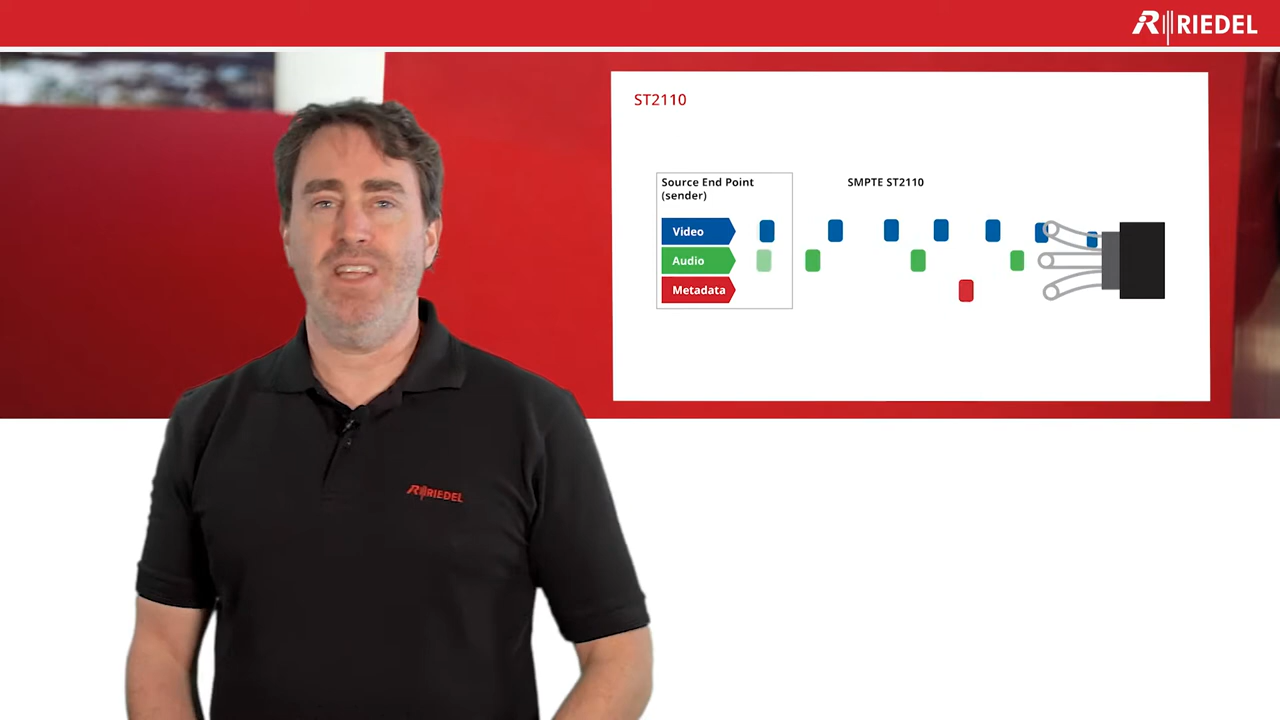 RIEDEL
ST2110
Source End Point
(sender)
SMPTE ST2110
Video
Audio
Metadata
RIEDEL